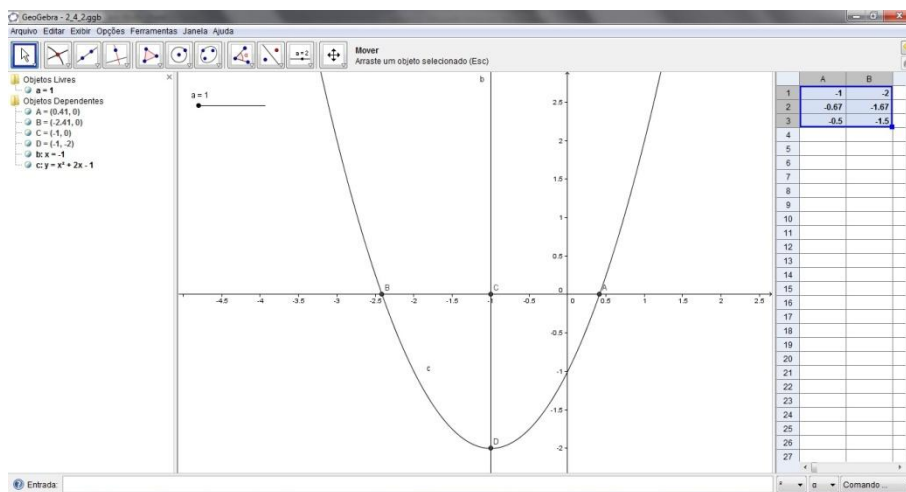 GeoGebra - 2_4_2.ggb
Arquivo Editar Exibir Opções Ferramentas Janela Ajuda
a=2
Mover
Arraste um objeto selecionado (Esc)
Objetos Livres
a = 1
Objetos Dependentes
A = (0.41, 0)
B = (-2.41, 0)
C = (-1, 0)
D = (-1, -2)
b: x = -1
c: y = x² + 2x - 1
a = 1
b
2.5
2
1.5
1
0.5
0
B
C
A
-4.5 -4 -3.5 -3 -2.5 -2 -1.5 -1 -0.5 0 0.5 1 1.5 2 2.5
-0.5
c
-1
-1.5
D
-2
A B
1 -1 -2
2 -0.67 -1.67
3 -0.5 -1.5
4
5
6
7
8
9
10
11
12
13
14
15
16
17
18
19
20
21
22
23
24
25
26
27
Entrada:
² α Comando ...